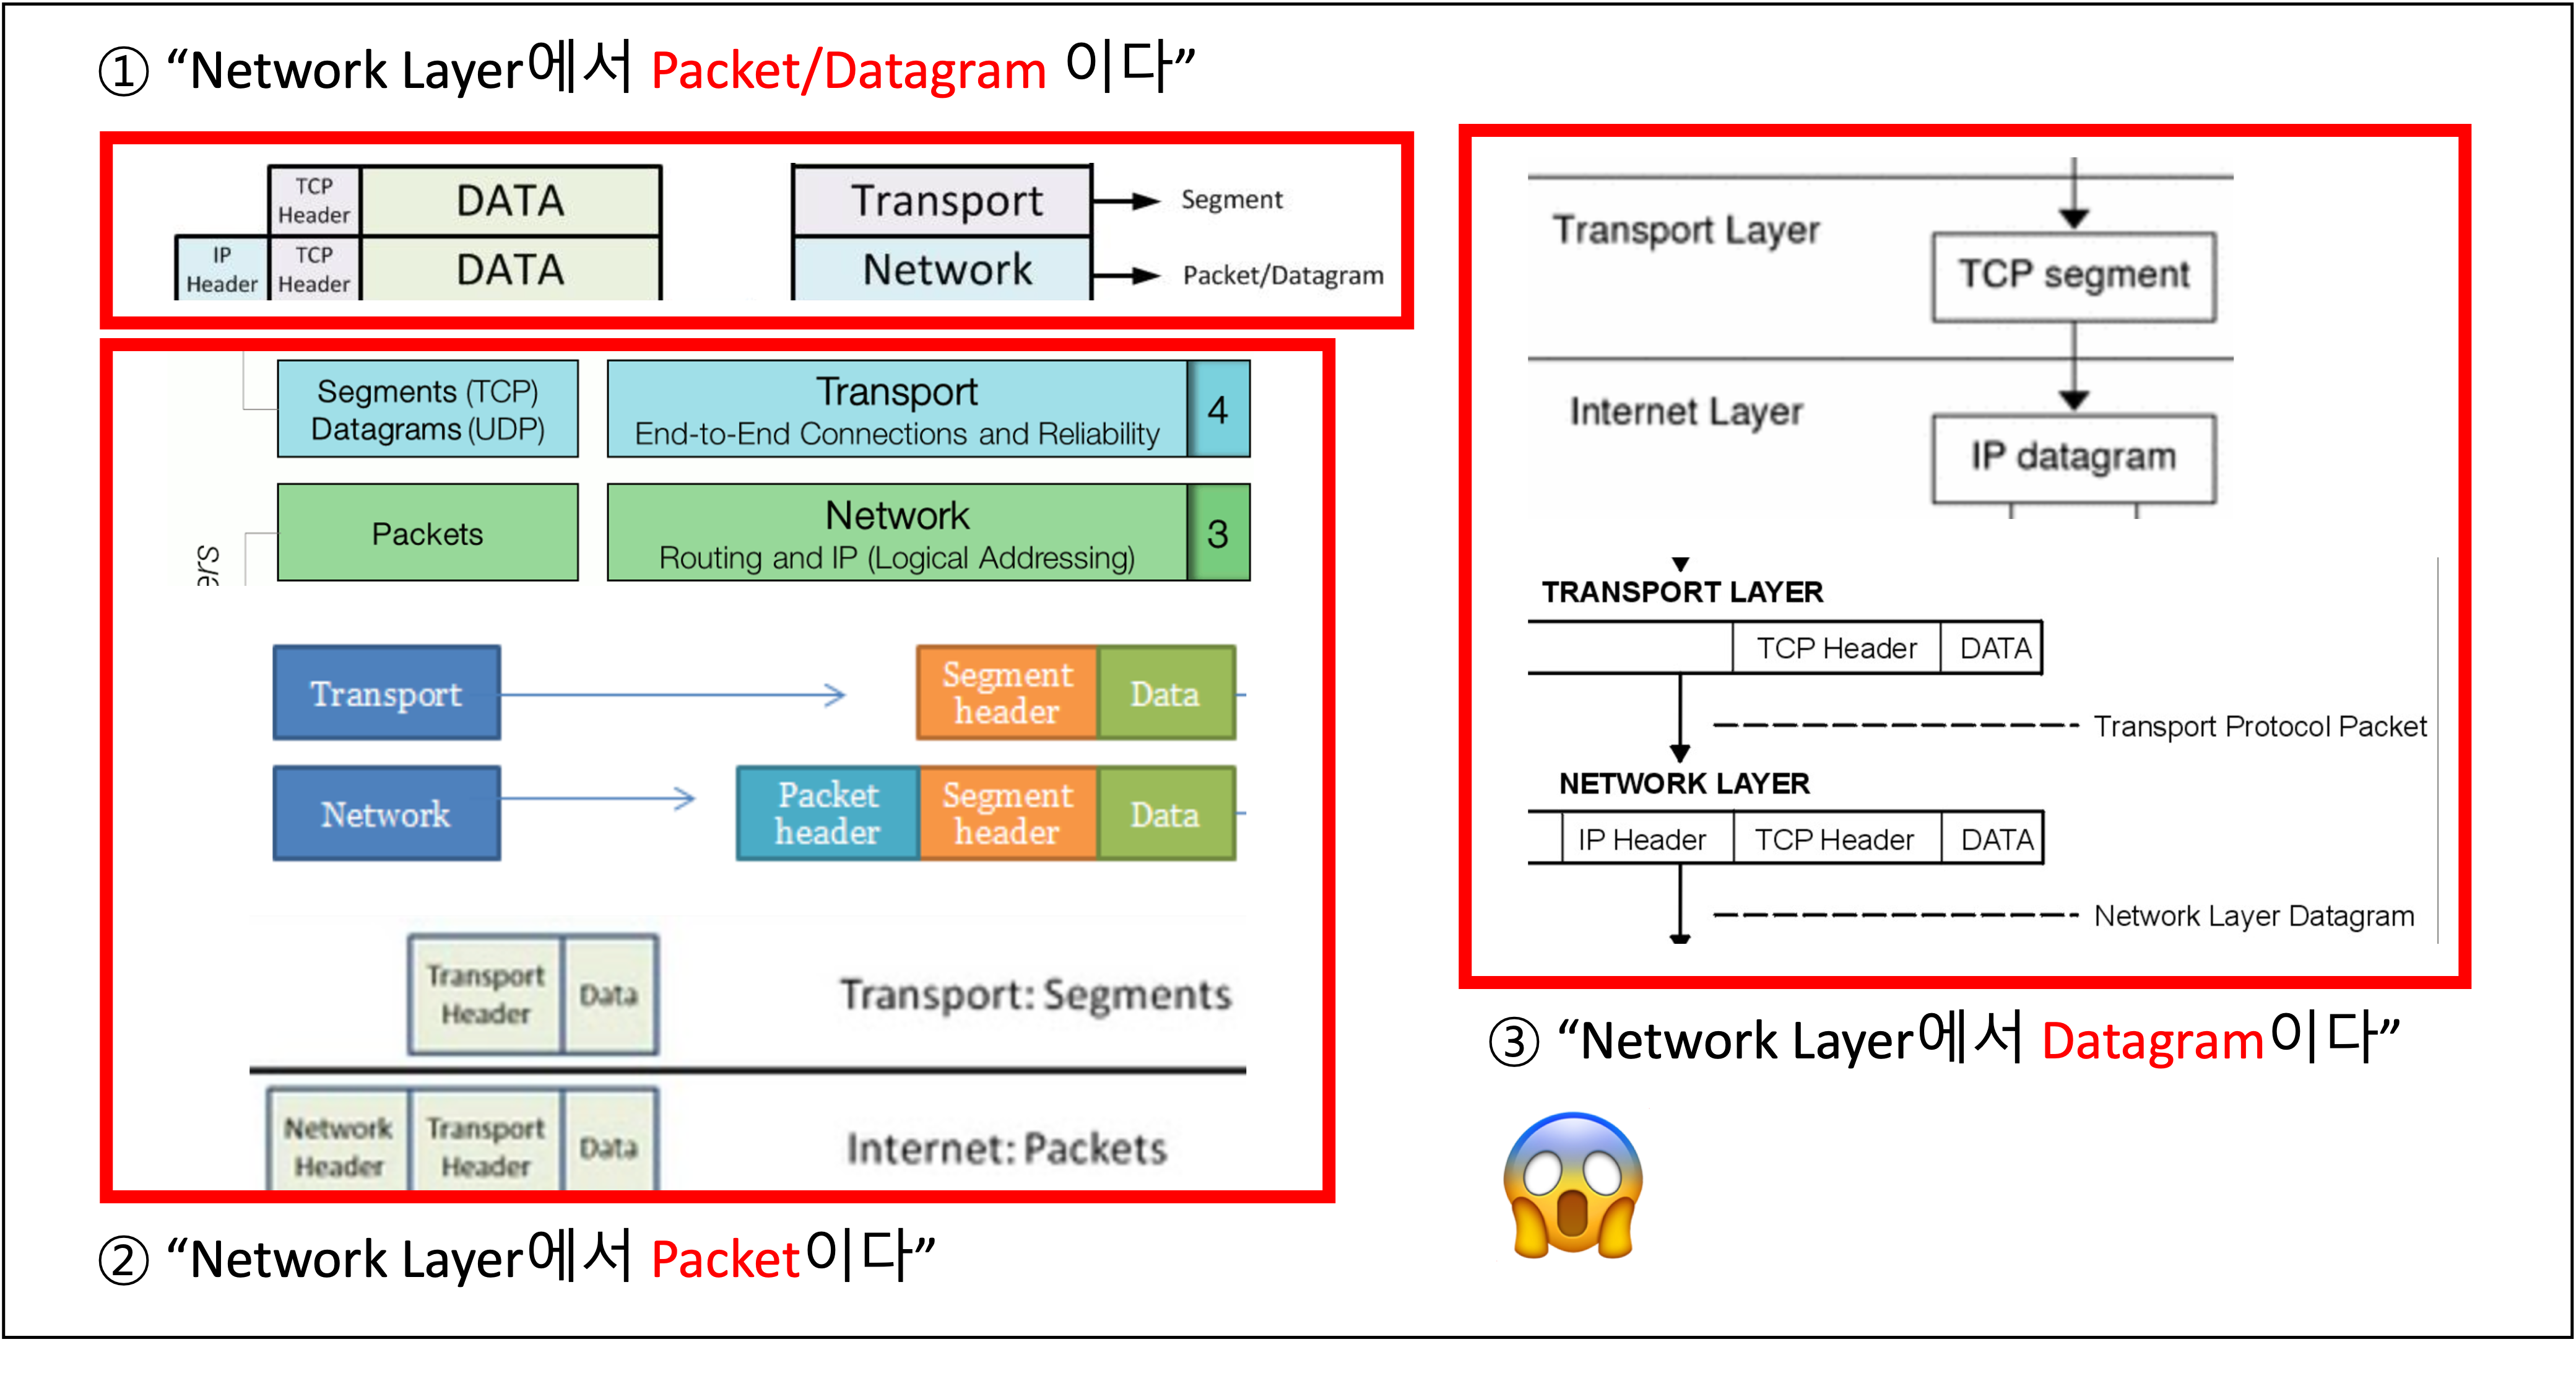 ① “Network Layer에서 Packet/Datagram 이다”
TCP
Header
DATA
IP
Header
TCP
Header
DATA
Transport
Segment
Network
Packet/Datagram
Segments (TCP)
Datagrams (UDP)
Transport
End-to-End Connections and Reliability
4
Packets
Network
Routing and IP (Logical Addressing)
3
ers
Transport
Segment
header
Data
Network
Packet
header
Segment
header
Data
Transport
Header
Data
Transport: Segments
Network
Header
Transport
Header
Data
Internet: Packets
② “Network Layer에서 Packet이다”
Transport Layer
TCP segment
Internet Layer
IP datagram
TRANSPORT LAYER
TCP Header
DATA
Transport Protocol Packet
NETWORK LAYER
IP Header
TCP Header
DATA
Network Layer Datagram
③ “Network Layer에서 Datagram이다”